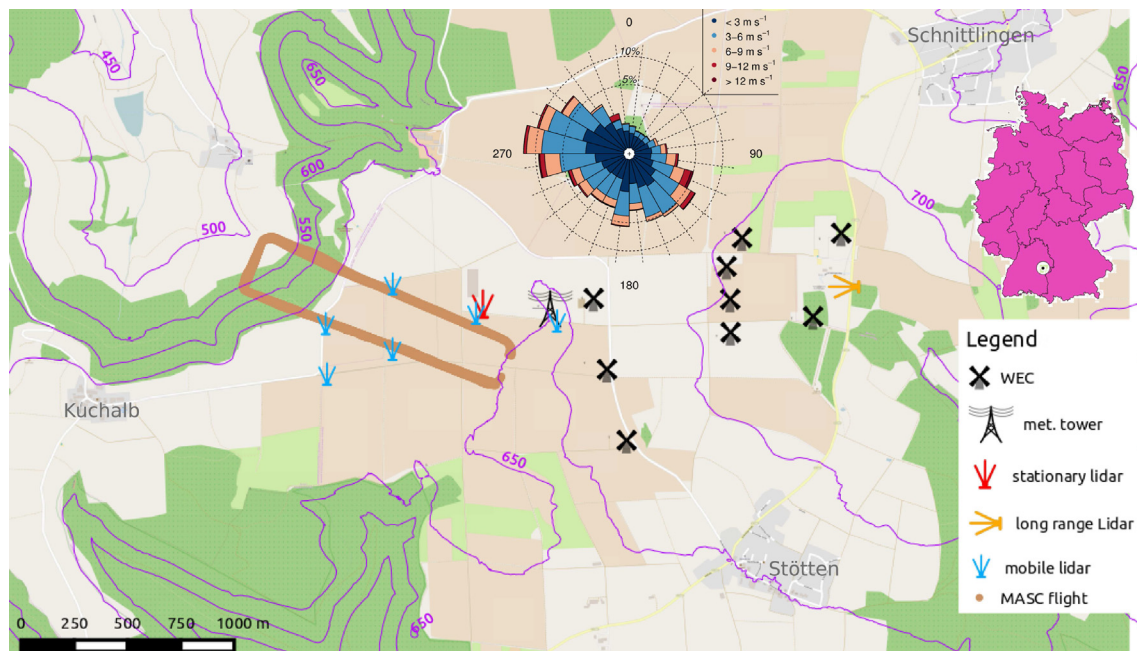 0
< 3 m s⁻¹
3–6 m s⁻¹
6–9 m s⁻¹
9–12 m s⁻¹
> 12 m s⁻¹
Schnittlingen
450
650
10%
5%
650
270
90
600
700
500
550
180
Legend
WEC
met. tower
stationary lidar
long range Lidar
mobile lidar
MASC flight
Kuchalb
650
Stötten
650
0 250 500 750 1000 m